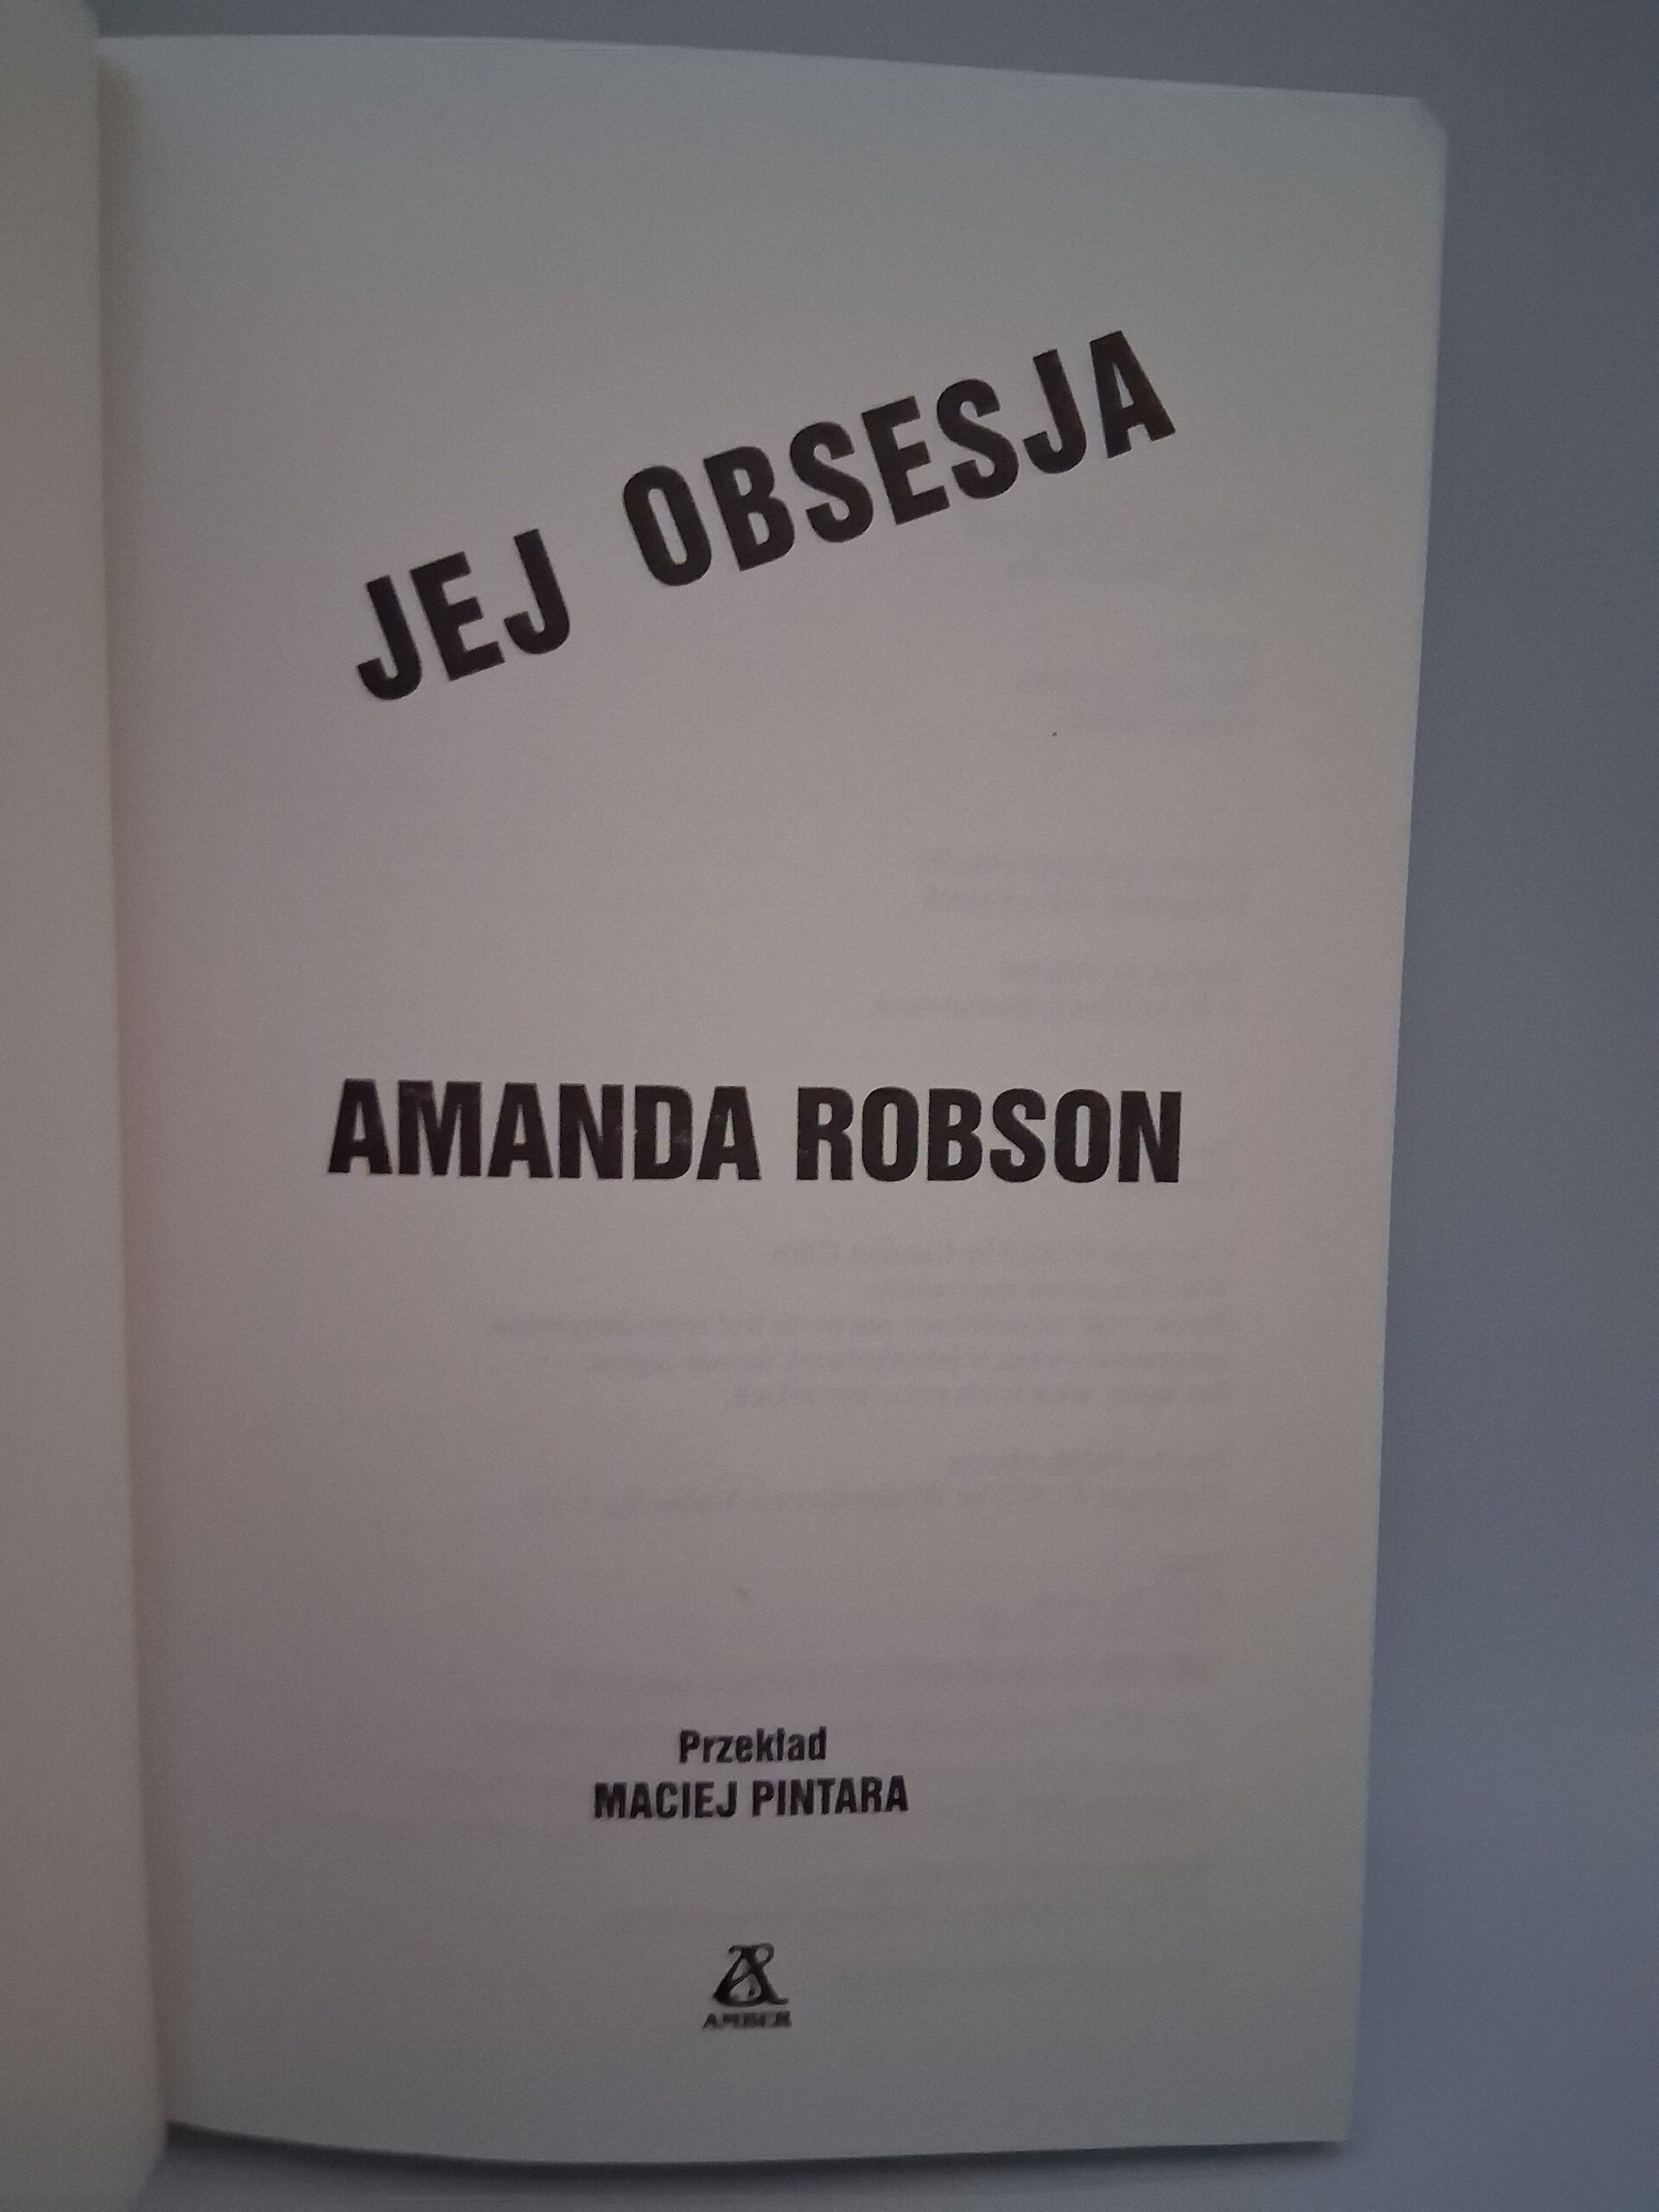 JEJ OBSESJA
AMANDA ROBSON
Przekład
MACIEJ PINTARA
AMBER